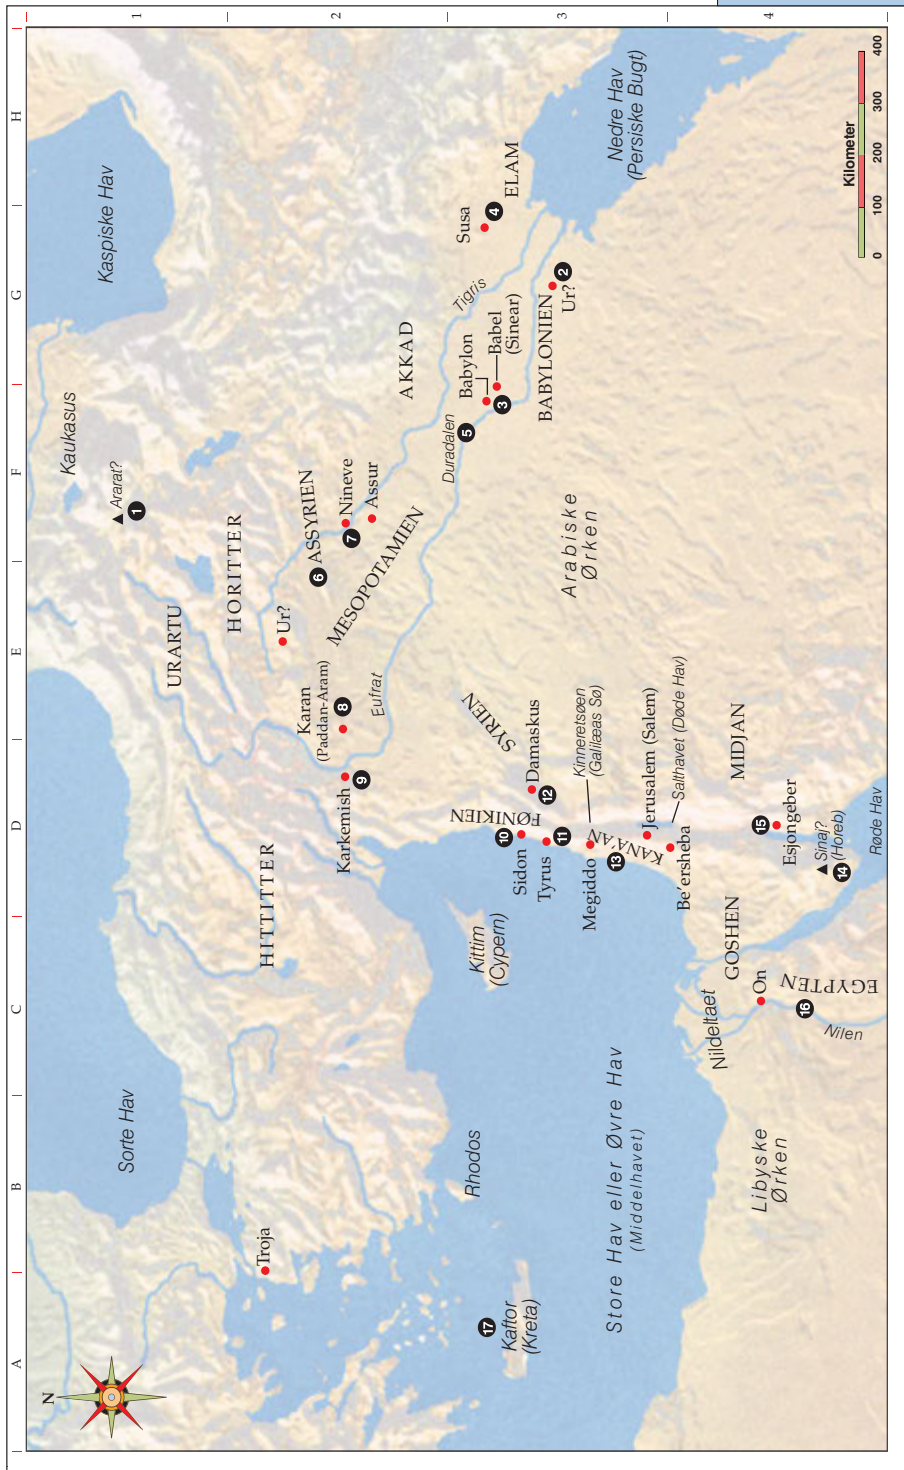 A
B
C
D
E
F
G
H
1
2
3
4
N
Sorte Hav
Kaukasus
Kaspiske Hav
Ararat?
1
URARTU
HORITTER
HITTITTER
Troja
Ur?
6
ASSYRIEN
7
Nineve
Assur
AKKAD
Karan
(Paddan-Aram)
8
Karkemish
9
MESOPOTAMIEN
Eufrat
Tigris
Duradalen
5
Babylon
Babel
(Sinear)
3
Susa
4
ELAM
BABYLONIEN
Ur?
2
Nedre Hav
(Persiske Bugt)
Rhodos
Kittim
(Cypern)
17
Kaftor
(Kreta)
SYRIEN
FØNIKIEN
10
Sidon
Tyrus
11
Damaskus
12
Kinneretsøen
(Galilæas Sø)
Megiddo
13
KANA'AN
Arabiske
Ørken
Store Hav eller Øvre Hav
(Middelhavet)
Jerusalem (Salem)
Salthavet (Døde Hav)
Be'ersheba
Nildeltaet
GOSHEN
MIDJAN
Libyske
Ørken
On
EGYPTEN
16
Nilen
15
Esjongeber
Sinaj?
(Horeb)
14
Røde Hav
Kilometer
0 100 200 300 400